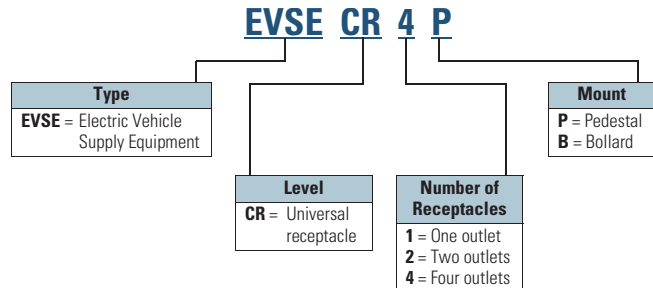 EVSE CR 4 P
Type
EVSE = Electric Vehicle
Supply Equipment
Mount
P = Pedestal
B = Bollard
Level
CR = Universal
receptacle
Number of
Receptacles
1 = One outlet
2 = Two outlets
4 = Four outlets